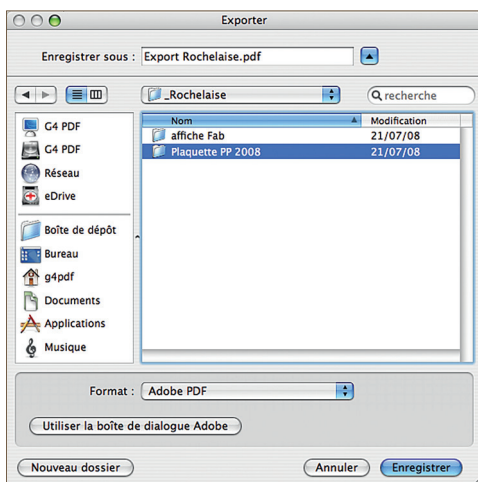 Exporter
Enregistrer sous : Export Rochelaise.pdf
_Rochelaise
recherche
G4 PDF
G4 PDF
Réseau
eDrive
Boîte de dépôt
Bureau
g4pdf
Documents
Applications
Musique
Nom Modification
affiche Fab 21/07/08
Plaquette PP 2008 21/07/08
Format : Adobe PDF
Utiliser la boîte de dialogue Adobe
Nouveau dossier Annuler Enregistrer